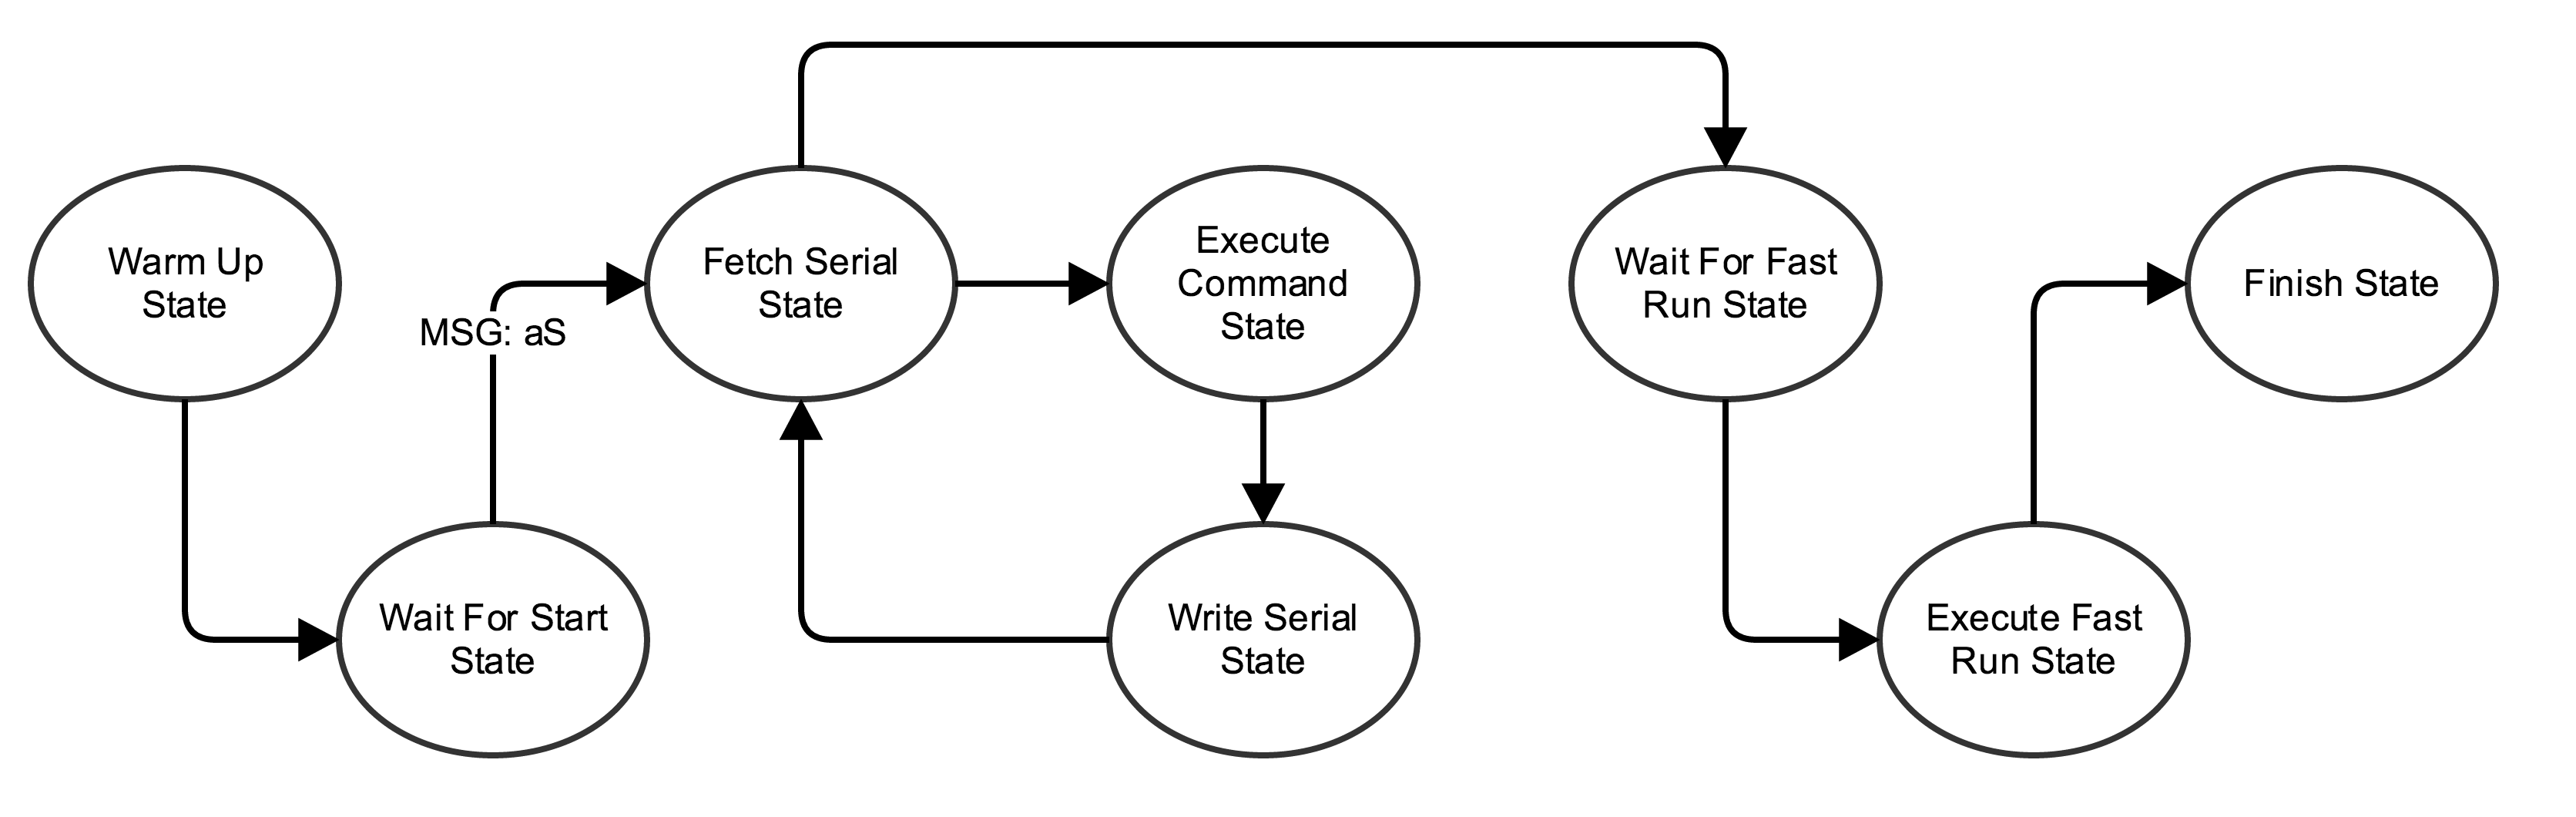 Warm Up
State
Wait For Start
State
MSG: aS
Fetch Serial
State
Execute
Command
State
Write Serial
State
Wait For Fast
Run State
Execute Fast
Run State
Finish State